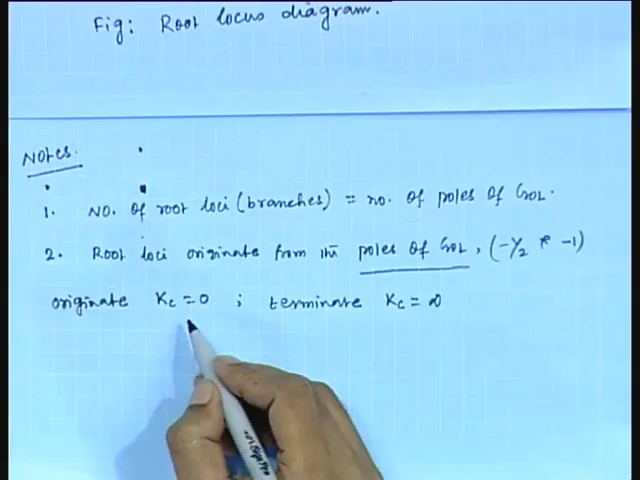 Fig: Root locus diagram.
Notes.
1. No. of root loci (branches) = no. of poles of GOL.
2. Root loci originate from the poles of GOL, (-1/2 & -1)
originate Kc = 0 ; terminate Kc = ∞